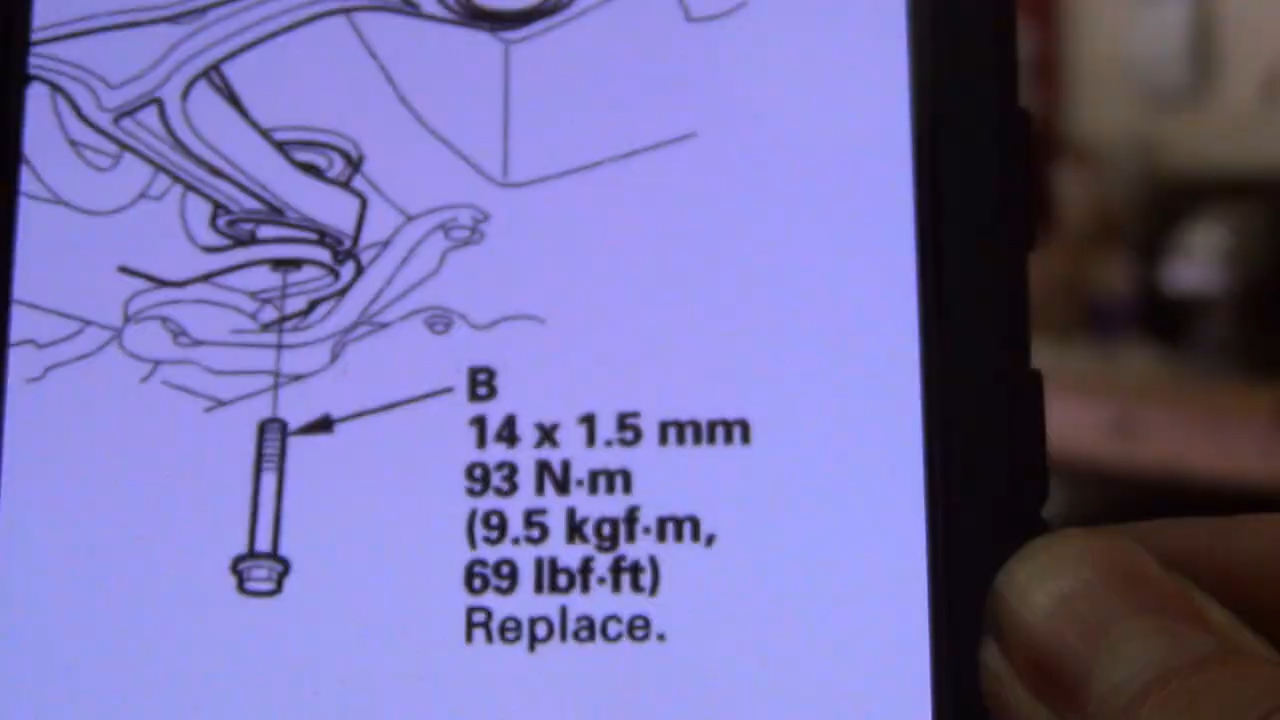 B
14 x 1.5 mm
93 N·m
(9.5 kgf·m,
69 lbf·ft)
Replace.